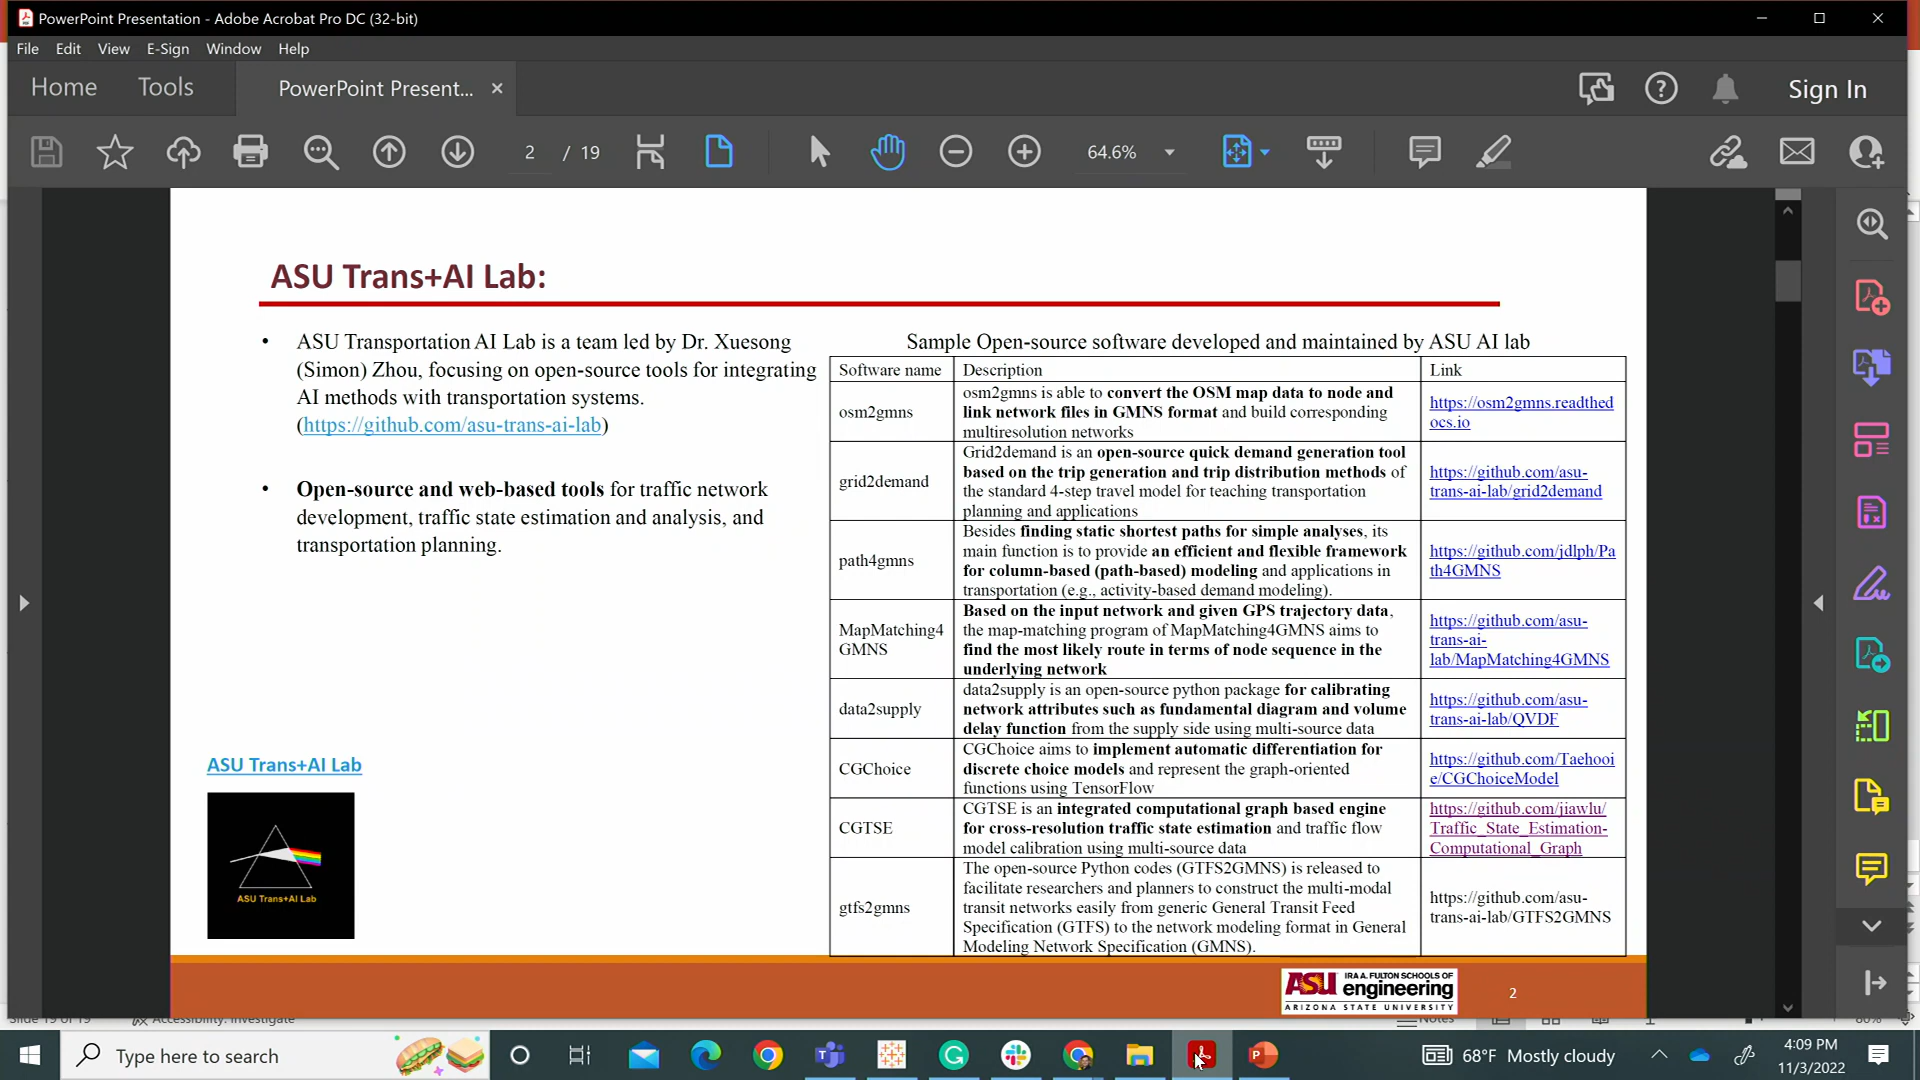 PowerPoint Presentation - Adobe Acrobat Pro DC (32-bit)
File Edit View E-Sign Window Help
Home Tools PowerPoint Present... × Sign In
2 / 19 64.6%
ASU Trans+AI Lab:
• ASU Transportation AI Lab is a team led by Dr. Xuesong
(Simon) Zhou, focusing on open-source tools for integrating
AI methods with transportation systems.
(https://github.com/asu-trans-ai-lab)
• Open-source and web-based tools for traffic network
development, traffic state estimation and analysis, and
transportation planning.
ASU Trans+AI Lab
ASU Trans+AI Lab
Sample Open-source software developed and maintained by ASU AI lab
Software name Description Link
osm2gmns
osm2gmns is able to convert the OSM map data to node and
link network files in GMNS format and build corresponding
multiresolution networks
https://osm2gmns.readthed
ocs.io
grid2demand
Grid2demand is an open-source quick demand generation tool
based on the trip generation and trip distribution methods of
the standard 4-step travel model for teaching transportation
planning and applications
https://github.com/asu-
trans-ai-lab/grid2demand
path4gmns
Besides finding static shortest paths for simple analyses, its
main function is to provide an efficient and flexible framework
for column-based (path-based) modeling and applications in
transportation (e.g., activity-based demand modeling).
https://github.com/jdlph/Pa
th4GMNS
MapMatching4
GMNS
Based on the input network and given GPS trajectory data,
the map-matching program of MapMatching4GMNS aims to
find the most likely route in terms of node sequence in the
underlying network
https://github.com/asu-
trans-ai-
lab/MapMatching4GMNS
data2supply
data2supply is an open-source python package for calibrating
network attributes such as fundamental diagram and volume
delay function from the supply side using multi-source data
https://github.com/asu-
trans-ai-lab/QVDF
CGChoice
CGChoice aims to implement automatic differentiation for
discrete choice models and represent the graph-oriented
functions using TensorFlow
https://github.com/Taehooi
e/CGChoiceModel
CGTSE
CGTSE is an integrated computational graph based engine
for cross-resolution traffic state estimation and traffic flow
model calibration using multi-source data
https://github.com/jiawlu/
Traffic_State_Estimation-
Computational_Graph
gtfs2gmns
The open-source Python codes (GTFS2GMNS) is released to
facilitate researchers and planners to construct the multi-modal
transit networks easily from generic General Transit Feed
Specification (GTFS) to the network modeling format in General
Modeling Network Specification (GMNS).
https://github.com/asu-
trans-ai-lab/GTFS2GMNS
ASU IRA A. FULTON SCHOOLS OF
engineering
ARIZONA STATE UNIVERSITY
2
Slide 19 of 19 Accessibility: Investigate Notes 80%
Type here to search
68°F Mostly cloudy
4:09 PM
11/3/2022